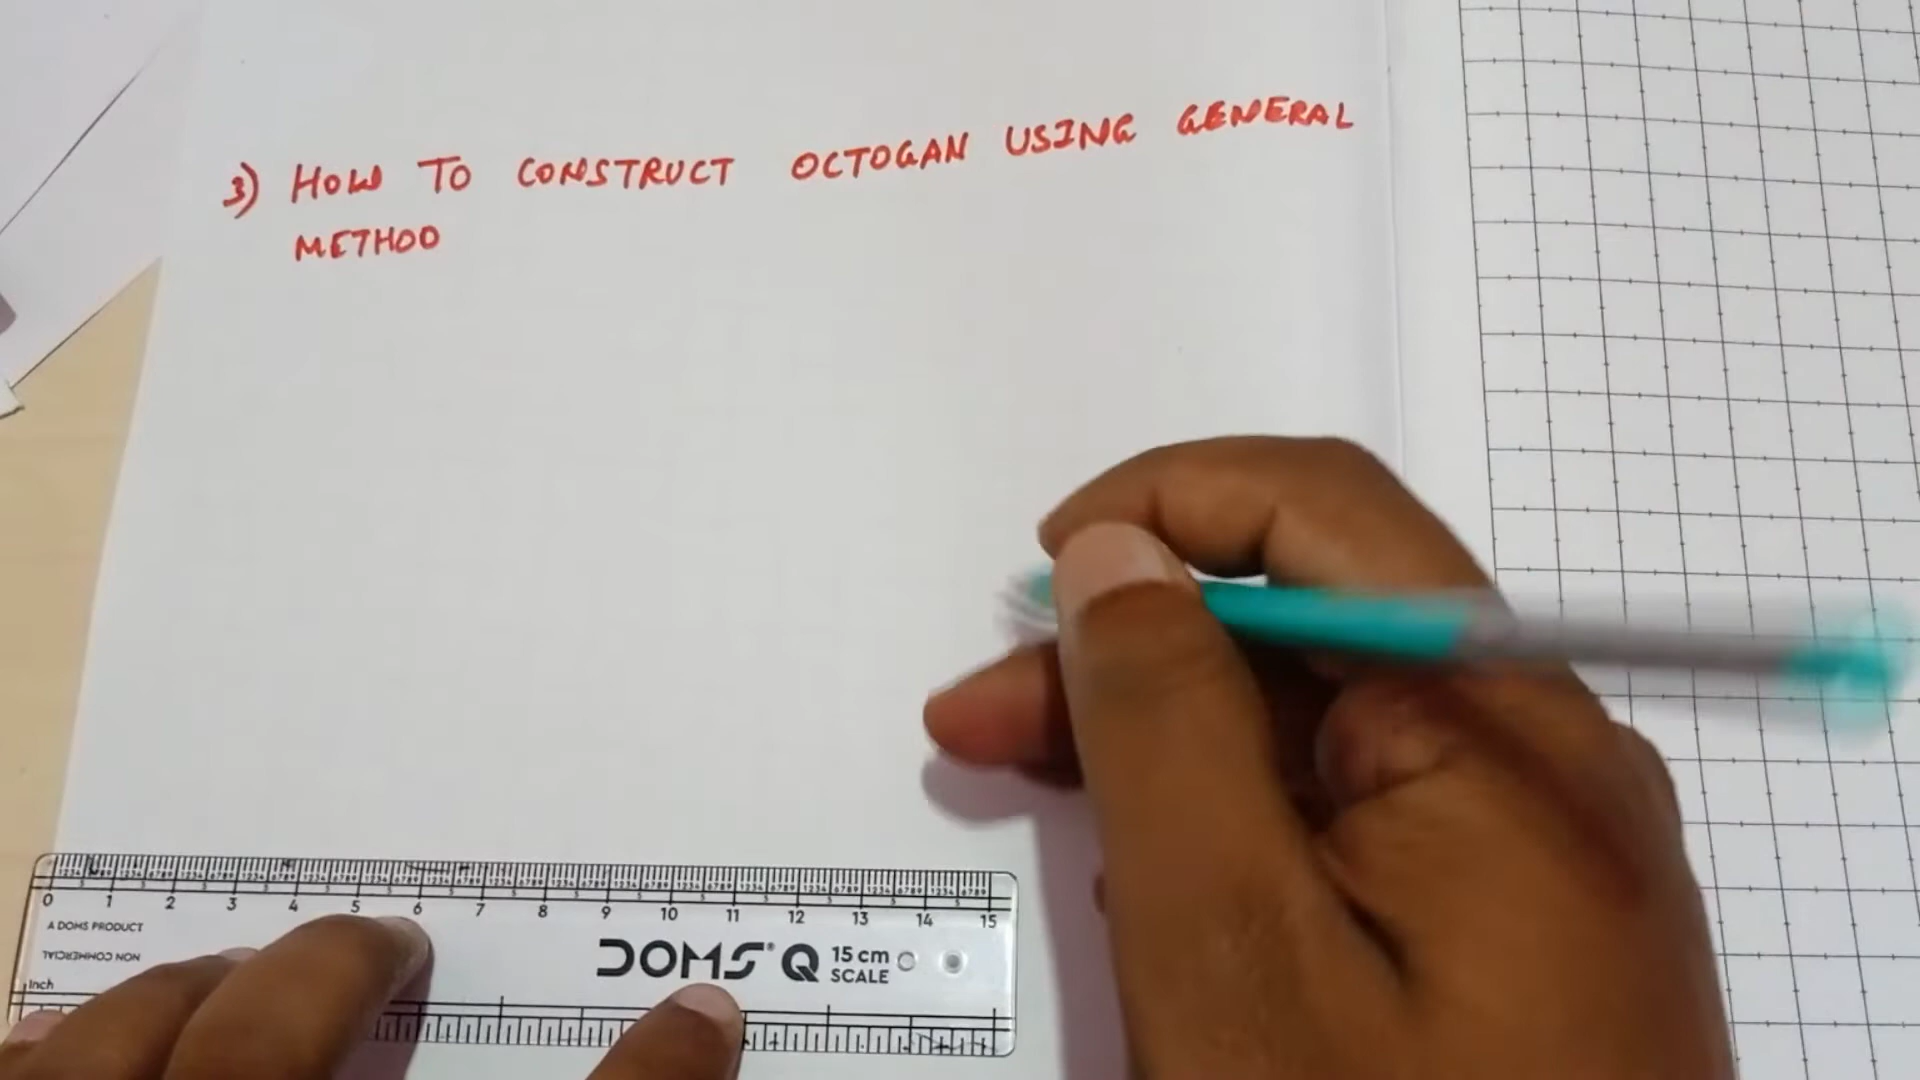 3) HOW TO CONSTRUCT OCTOGAN USING GENERAL
METHOD
0 1 2 3 4 5 6 7 8 9 10 11 12 13 14 15
A DOMS PRODUCT
NON COMMERCIAL
DOMS Q 15 cm
SCALE
Inch